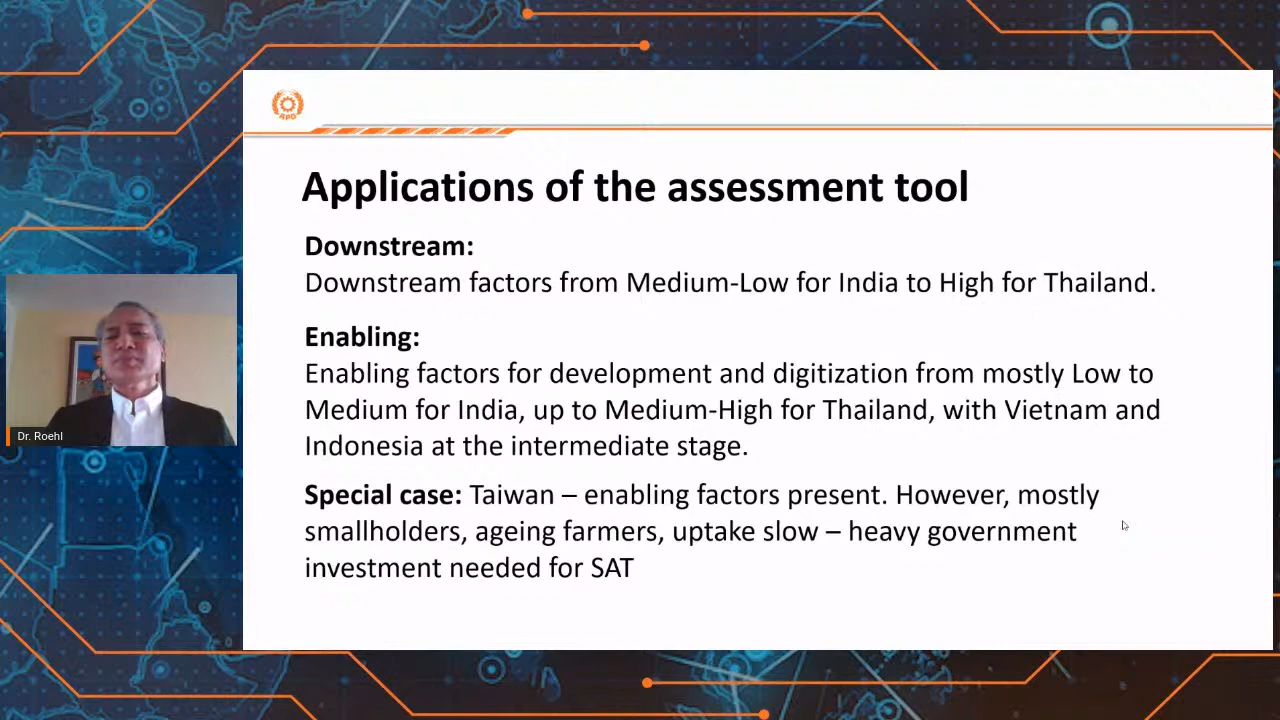 APO
Applications of the assessment tool
Downstream:
Downstream factors from Medium-Low for India to High for Thailand.
Enabling:
Enabling factors for development and digitization from mostly Low to
Medium for India, up to Medium-High for Thailand, with Vietnam and
Indonesia at the intermediate stage.
Special case: Taiwan – enabling factors present. However, mostly
smallholders, ageing farmers, uptake slow – heavy government
investment needed for SAT
Dr. Roehl